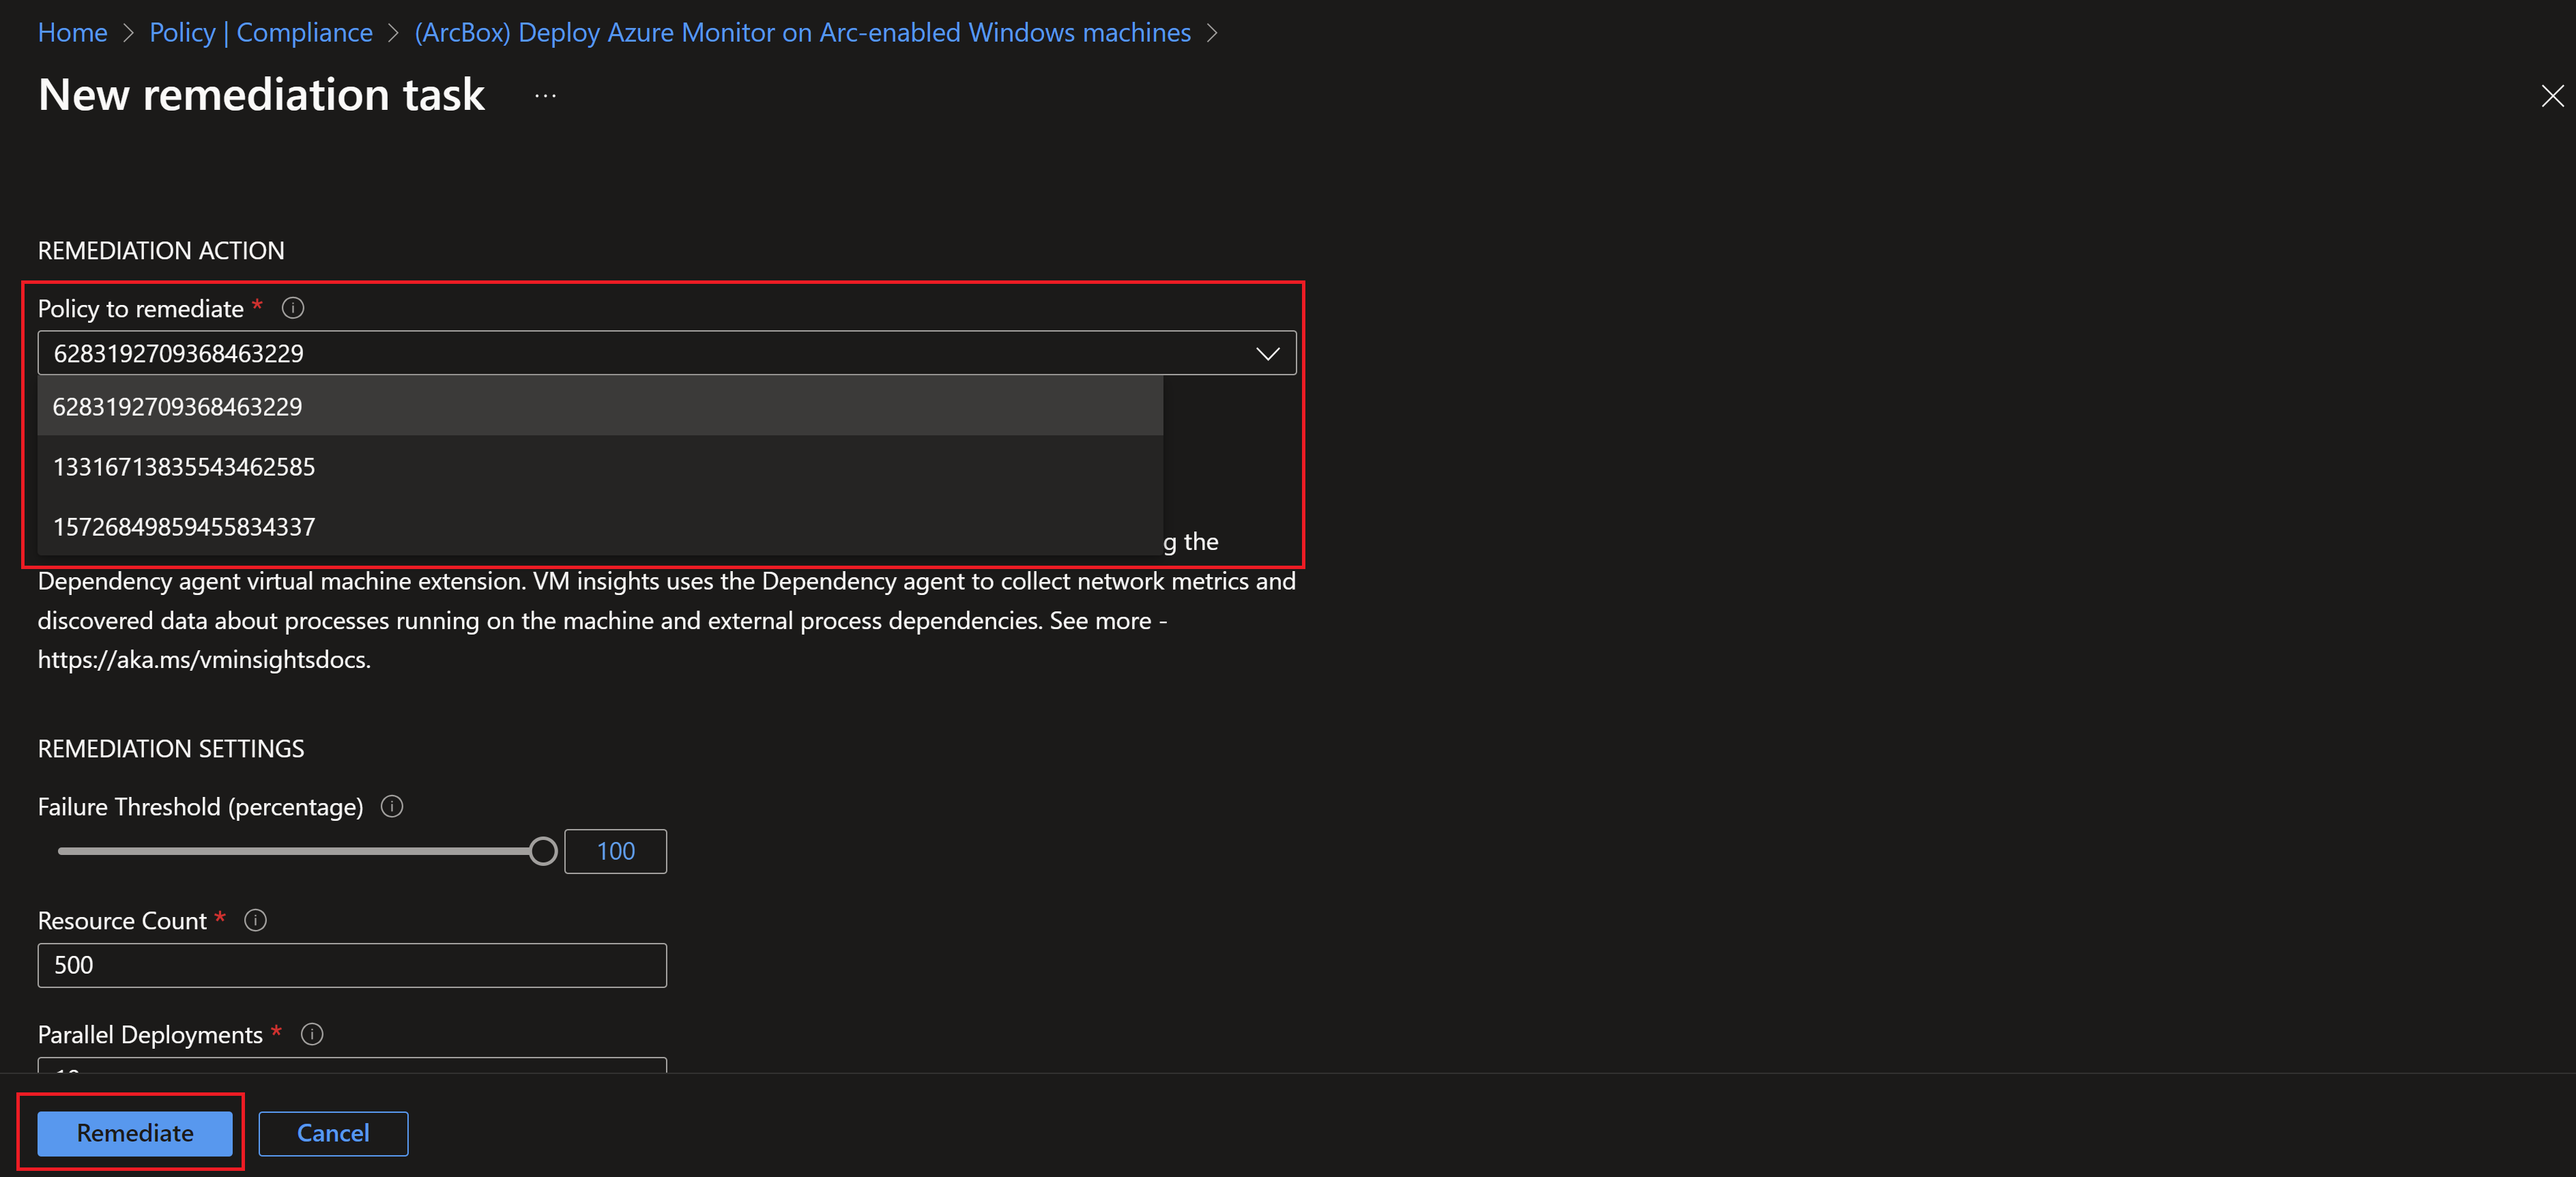 Home > Policy | Compliance > (ArcBox) Deploy Azure Monitor on Arc-enabled Windows machines >
New remediation task ...
REMEDIATION ACTION
Policy to remediate *
6283192709368463229
6283192709368463229
13316713835543462585
15726849859455834337
g the
Dependency agent virtual machine extension. VM insights uses the Dependency agent to collect network metrics and
discovered data about processes running on the machine and external process dependencies. See more -
https://aka.ms/vminsightsdocs.
REMEDIATION SETTINGS
Failure Threshold (percentage)
100
Resource Count *
500
Parallel Deployments *
Remediate Cancel